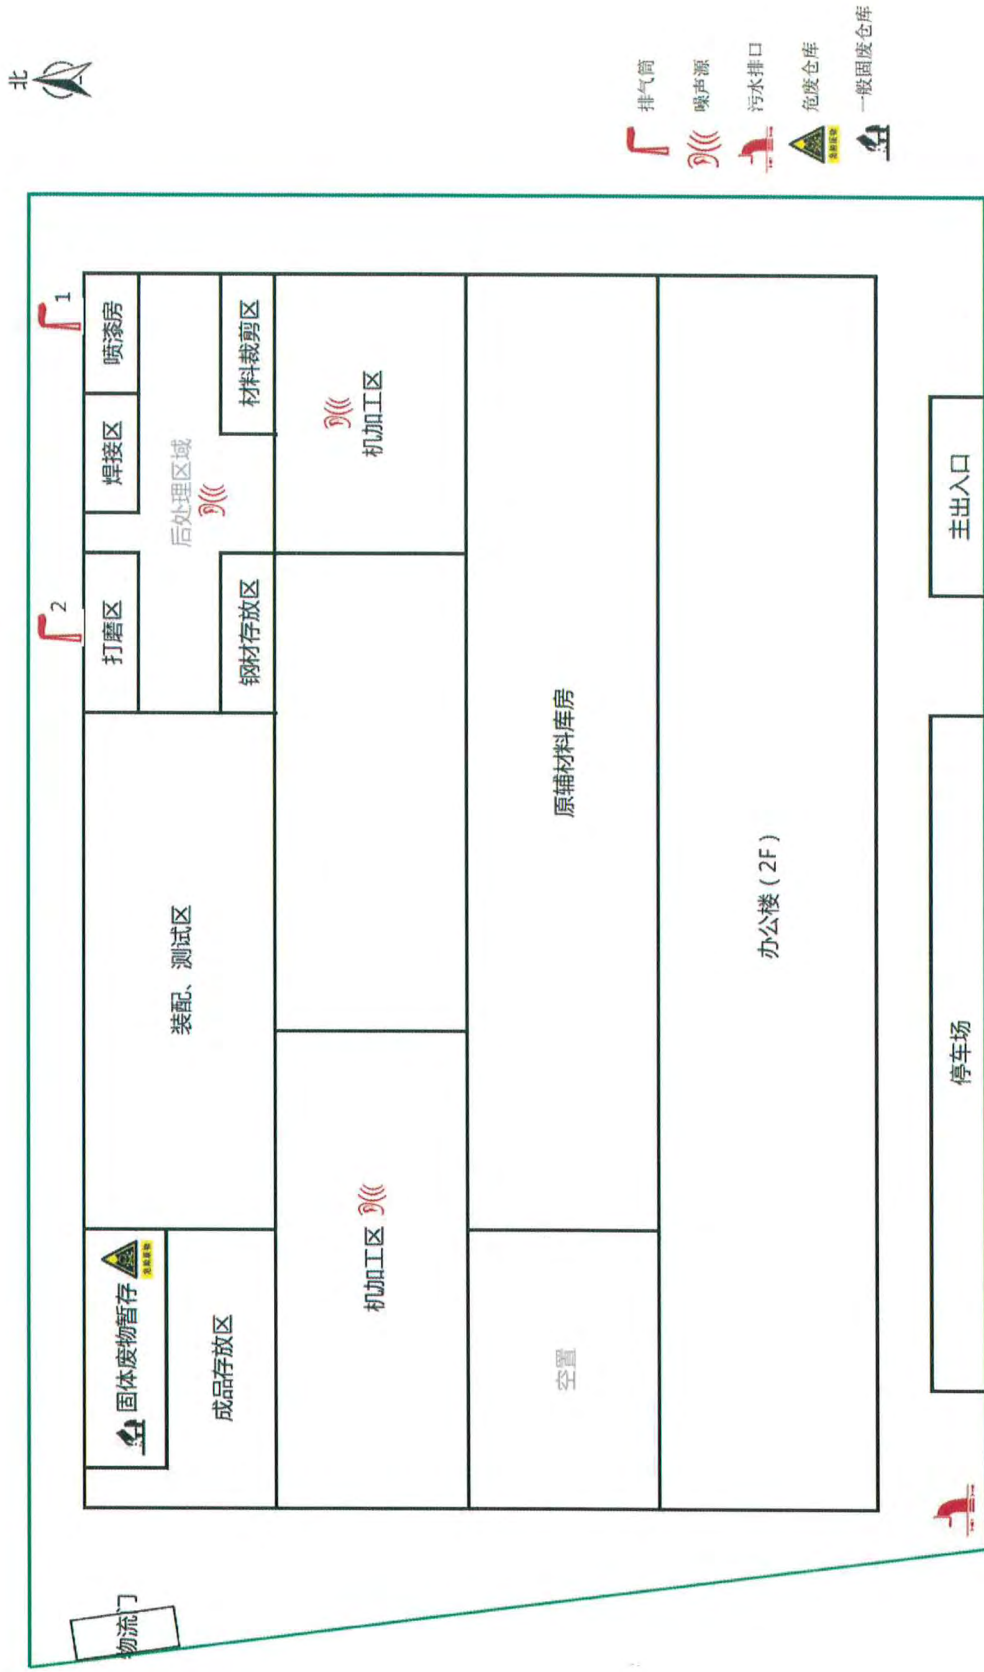 北
排气筒
噪声源
污水排口
危废仓库
一般固废仓库
1
2
喷漆房
焊接区
打磨区
后处理区域
材料裁剪区
钢材存放区
机加工区
装配、测试区
固体废物暂存
成品存放区
机加工区
原辅材料库房
空置
办公楼（2F）
主出入口
停车场
物流门